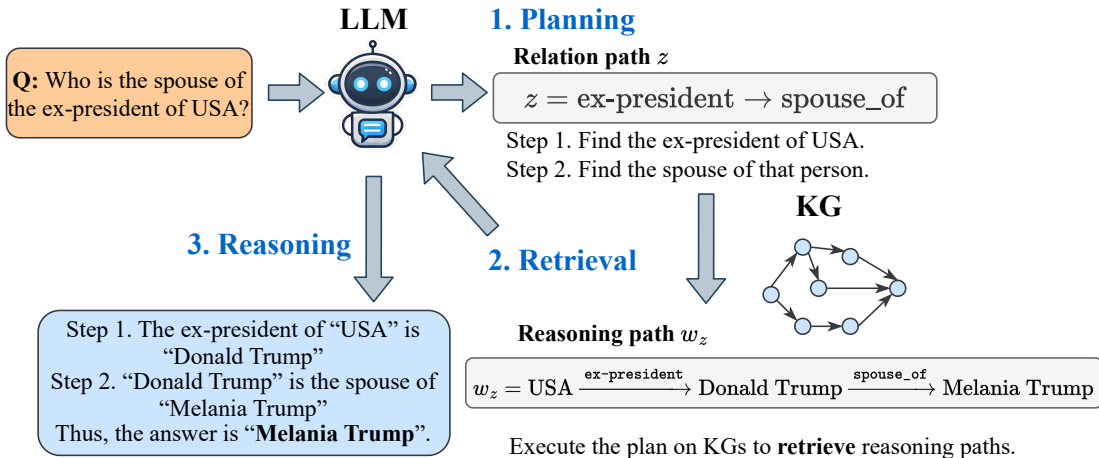 LLM
1. Planning
Q: Who is the spouse of
the ex-president of USA?
Relation path z
z = ex-president → spouse_of
Step 1. Find the ex-president of USA.
Step 2. Find the spouse of that person.
KG
3. Reasoning
2. Retrieval
Step 1. The ex-president of “USA” is
“Donald Trump”
Step 2. “Donald Trump” is the spouse of
“Melania Trump”
Thus, the answer is “Melania Trump”.
Reasoning path w_z
w_z = USA —ex-president→ Donald Trump —spouse_of→ Melania Trump
Execute the plan on KGs to retrieve reasoning paths.